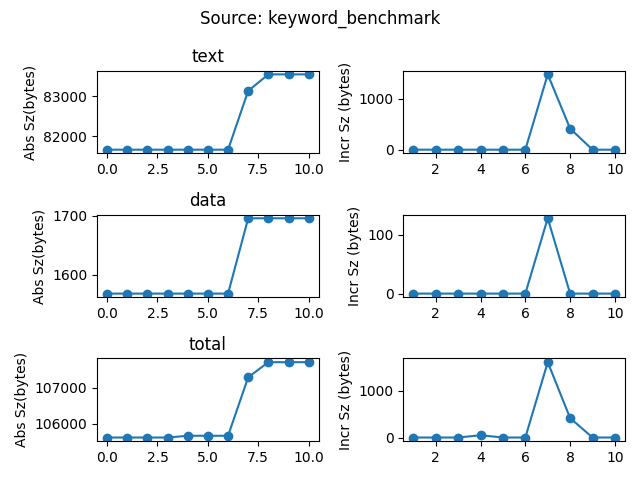 Source: keyword_benchmark
text
Abs Sz(bytes)
83000
82000
0.0 2.5 5.0 7.5 10.0
Incr Sz (bytes)
1000
0
2 4 6 8 10
data
Abs Sz(bytes)
1700
1600
0.0 2.5 5.0 7.5 10.0
Incr Sz (bytes)
100
0
2 4 6 8 10
total
Abs Sz(bytes)
107000
106000
0.0 2.5 5.0 7.5 10.0
Incr Sz (bytes)
1000
0
2 4 6 8 10